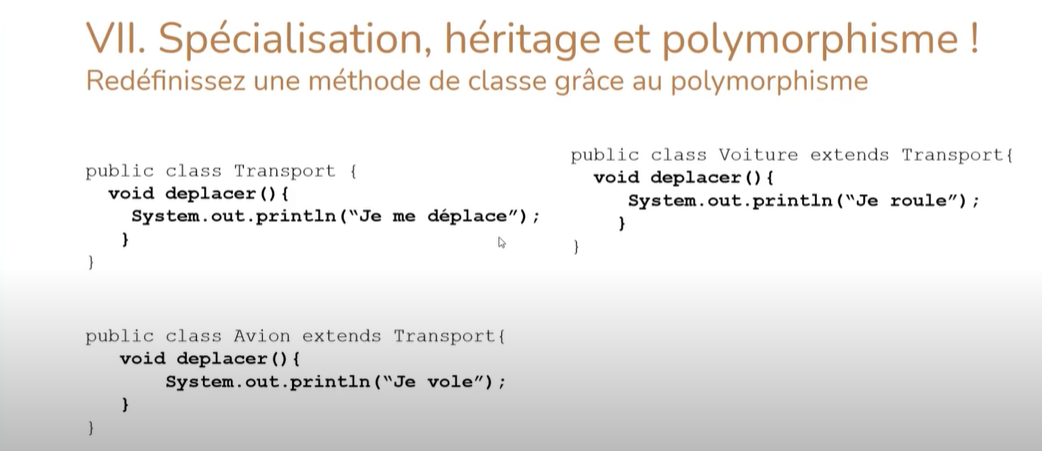 VII. Spécialisation, héritage et polymorphisme !
Redéfinissez une méthode de classe grâce au polymorphisme
public class Transport {
void deplacer(){
System.out.println(“Je me déplace”);
}
}
public class Voiture extends Transport{
void deplacer(){
System.out.println(“Je roule”);
}
}
public class Avion extends Transport{
void deplacer(){
System.out.println(“Je vole”);
}
}